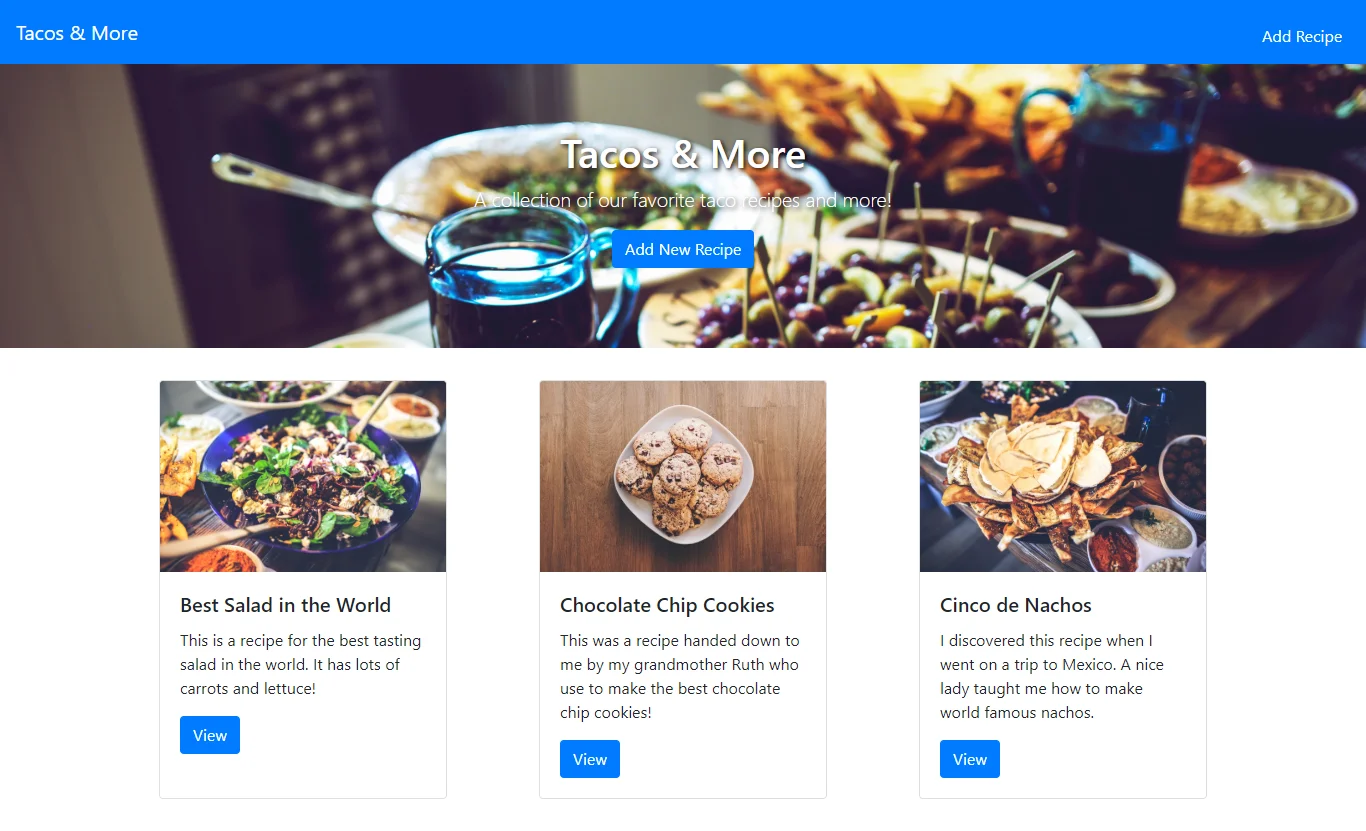 Tacos & More
Add Recipe
Tacos & More
A collection of our favorite taco recipes and more!
Add New Recipe
Best Salad in the World
This is a recipe for the best tasting
salad in the world. It has lots of
carrots and lettuce!
View
Chocolate Chip Cookies
This was a recipe handed down to
me by my grandmother Ruth who
use to make the best chocolate
chip cookies!
View
Cinco de Nachos
I discovered this recipe when I
went on a trip to Mexico. A nice
lady taught me how to make
world famous nachos.
View